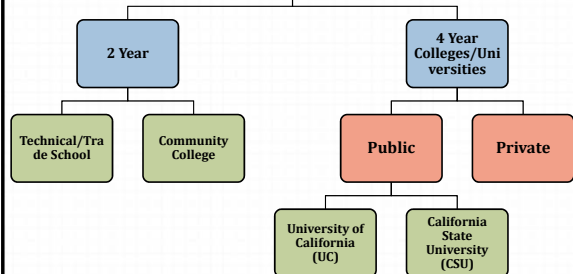 2 Year
4 Year
Colleges/Uni
versities
Technical/Tra
de School
Community
College
Public
Private
University of
California
(UC)
California
State
University
(CSU)